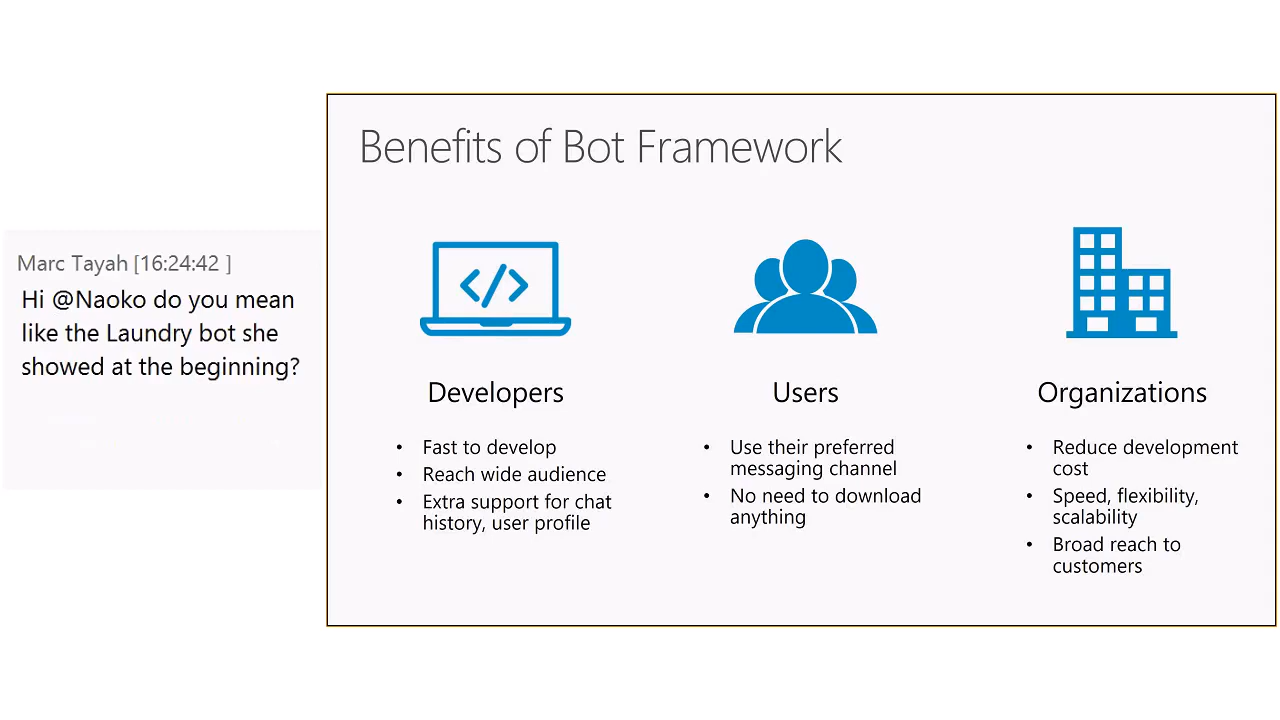 Marc Tayah [16:24:42 ]
Hi @Naoko do you mean
like the Laundry bot she
showed at the beginning?
Benefits of Bot Framework
</>
Developers
• Fast to develop
• Reach wide audience
• Extra support for chat
history, user profile
Users
• Use their preferred
messaging channel
• No need to download
anything
Organizations
• Reduce development
cost
• Speed, flexibility,
scalability
• Broad reach to
customers